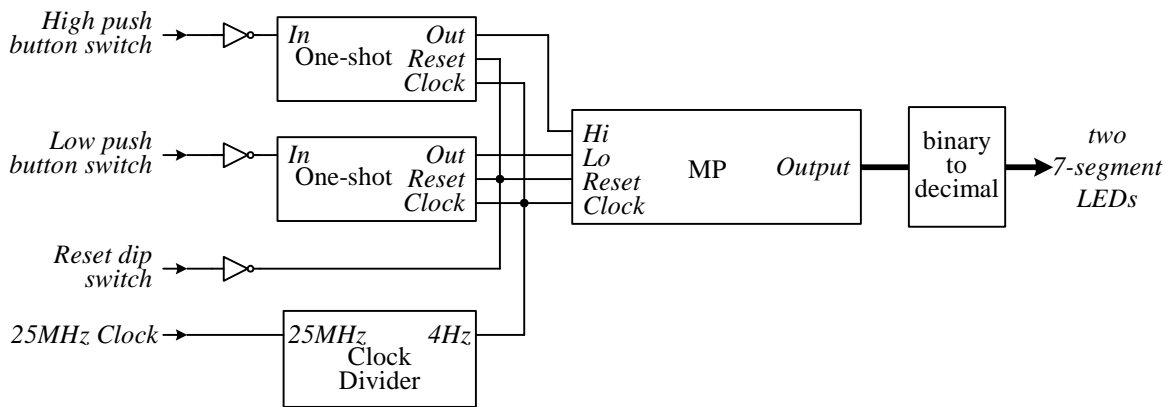 High push
button switch
In
Out
One-shot
Reset
Clock
Low push
button switch
In
Out
One-shot
Reset
Clock
Reset dip
switch
25MHz Clock
25MHz
4Hz
Clock
Divider
Hi
Lo
Reset
Clock
MP
Output
binary
to
decimal
two
7-segment
LEDs